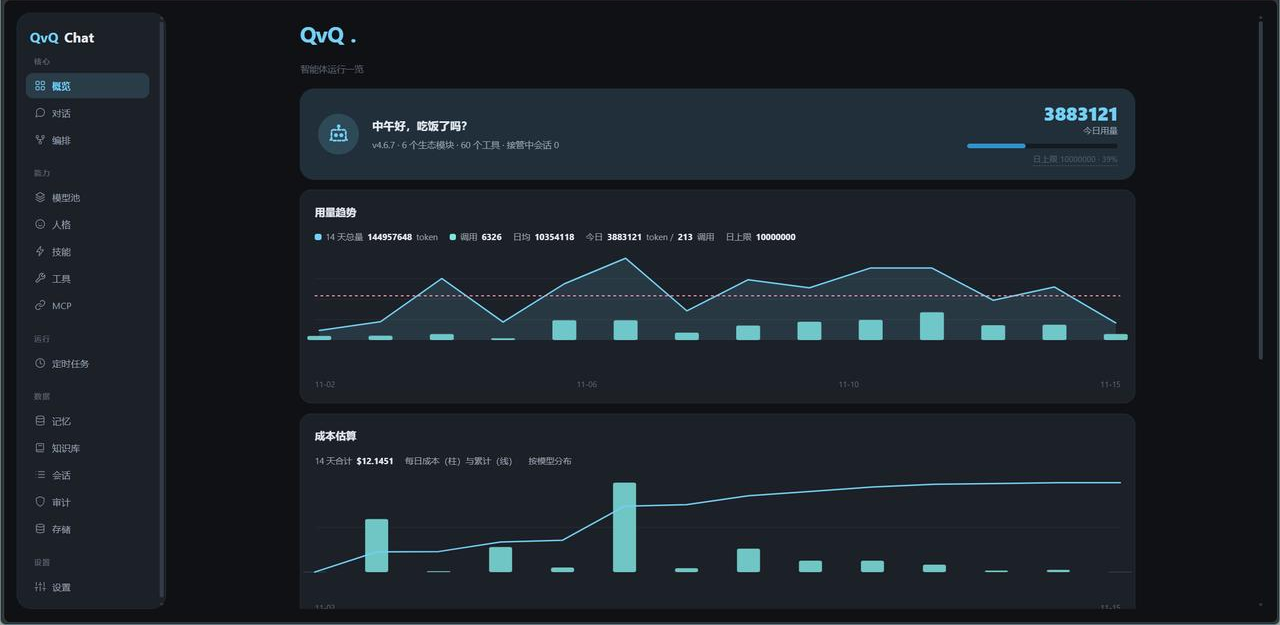 QvQ Chat
核心
概览
对话
编排
能力
模型池
人格
技能
工具
MCP
运行
定时任务
数据
记忆
知识库
会话
审计
存储
设置
设置
QvQ .
智能体运行一览
中午好，吃饭了吗?
v4.6.7 · 6 个生态模块 · 60 个工具 · 接管中会话 0
3883121
今日用量
日上限 10000000 · 39%
用量趋势
14 天总量 144957648 token 调用 6326 日均 10354118 今日 3883121 token / 213 调用 日上限 10000000
11-02 11-06 11-10 11-15
成本估算
14 天合计 $12.1451 每日成本（柱）与累计（线） 按模型分布
11-02 11-15